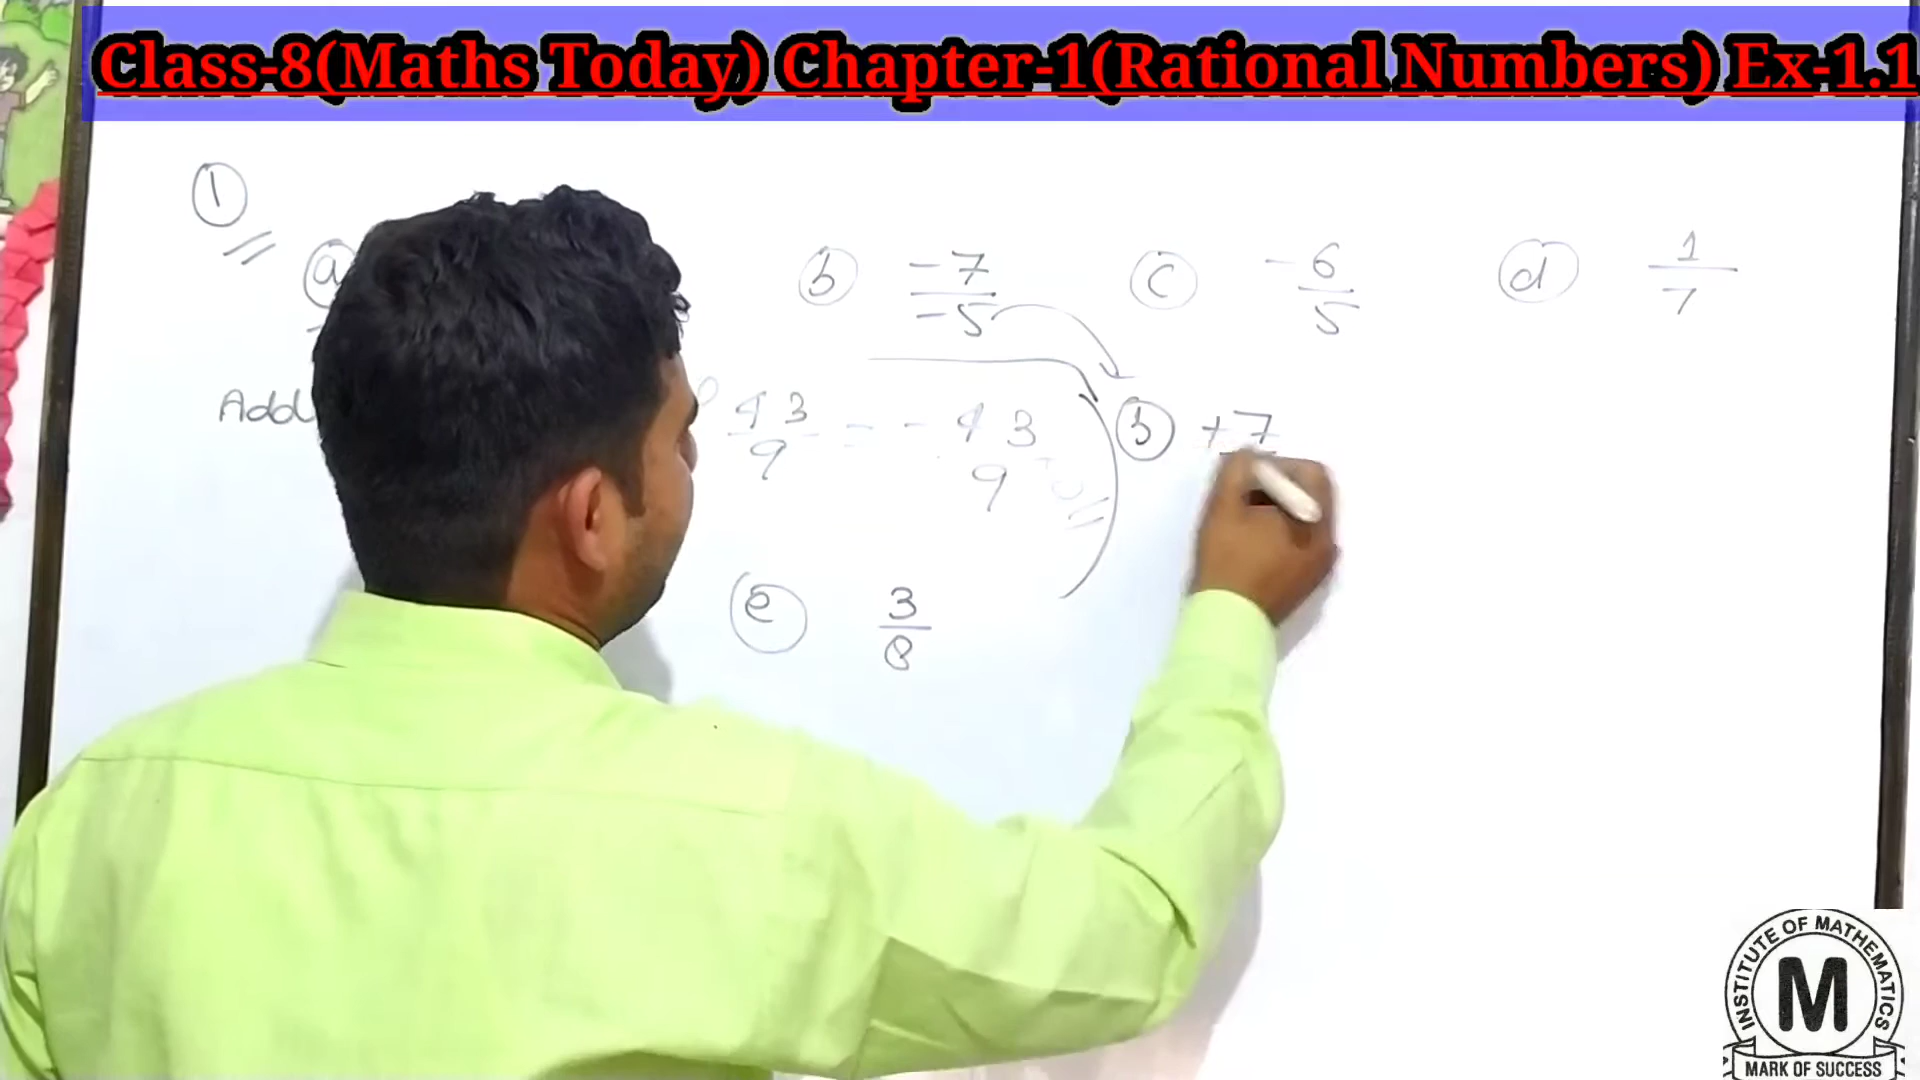 Class-8(Maths Today) Chapter-1(Rational Numbers) Ex-1.1
1
a b -7/-5 c -6/5 d 1/7
Add 43/9 = -43/9 b +7
e 3/8
INSTITUTE OF MATHEMATICS
M
MARK OF SUCCESS